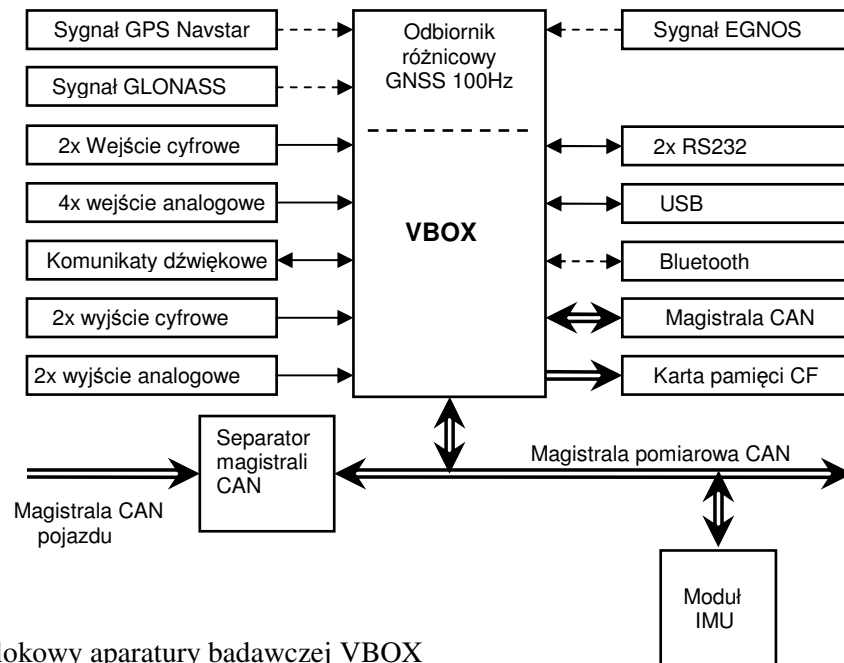 Sygnał GPS Navstar
Sygnał GLONASS
2x Wejście cyfrowe
4x wejście analogowe
Komunikaty dźwiękowe
2x wyjście cyfrowe
2x wyjście analogowe
Odbiornik
różnicowy
GNSS 100Hz
VBOX
Sygnał EGNOS
2x RS232
USB
Bluetooth
Magistrala CAN
Karta pamięci CF
Separator
magistrali
CAN
Magistrala pomiarowa CAN
Magistrala CAN
pojazdu
Moduł
IMU
aparatury badawczej VBOX